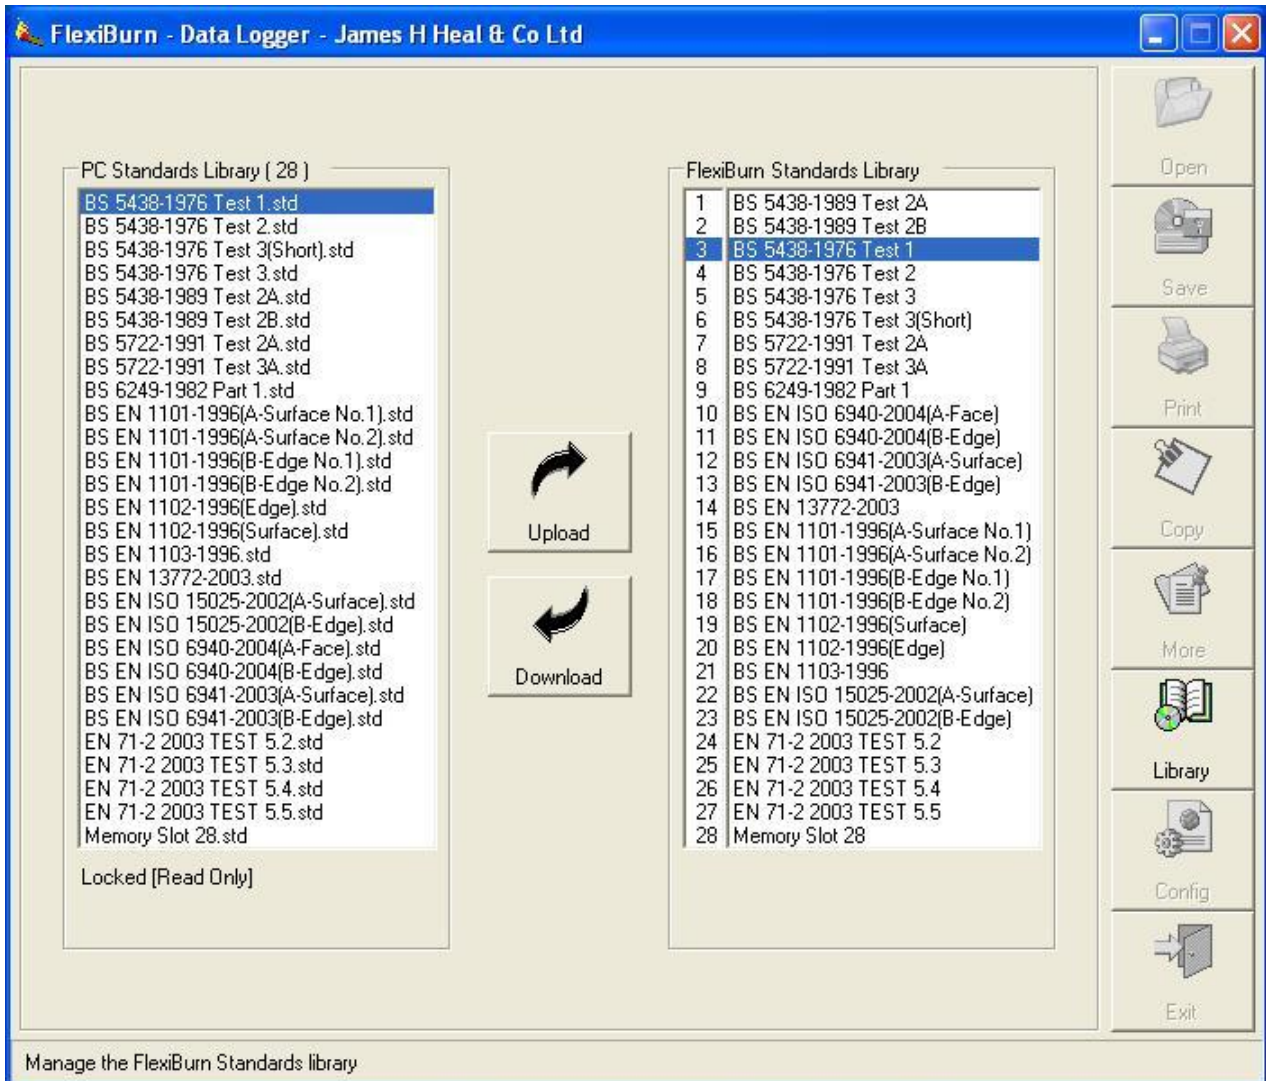 FlexiBurn - Data Logger - James H Heal & Co Ltd
PC Standards Library ( 28 )
BS 5438-1976 Test 1.std
BS 5438-1976 Test 2.std
BS 5438-1976 Test 3(Short).std
BS 5438-1976 Test 3.std
BS 5438-1989 Test 2A.std
BS 5438-1989 Test 2B.std
BS 5722-1991 Test 2A.std
BS 5722-1991 Test 3A.std
BS 6249-1982 Part 1.std
BS EN 1101-1996(A-Surface No.1).std
BS EN 1101-1996(A-Surface No.2).std
BS EN 1101-1996(B-Edge No.1).std
BS EN 1101-1996(B-Edge No.2).std
BS EN 1102-1996(Edge).std
BS EN 1102-1996(Surface).std
BS EN 1103-1996.std
BS EN 13772-2003.std
BS EN ISO 15025-2002(A-Surface).std
BS EN ISO 15025-2002(B-Edge).std
BS EN ISO 6940-2004(A-Face).std
BS EN ISO 6940-2004(B-Edge).std
BS EN ISO 6941-2003(A-Surface).std
BS EN ISO 6941-2003(B-Edge).std
EN 71-2 2003 TEST 5.2.std
EN 71-2 2003 TEST 5.3.std
EN 71-2 2003 TEST 5.4.std
EN 71-2 2003 TEST 5.5.std
Memory Slot 28.std
Locked [Read Only]
Upload
Download
FlexiBurn Standards Library
1 BS 5438-1989 Test 2A
2 BS 5438-1989 Test 2B
3 BS 5438-1976 Test 1
4 BS 5438-1976 Test 2
5 BS 5438-1976 Test 3
6 BS 5438-1976 Test 3(Short)
7 BS 5722-1991 Test 2A
8 BS 5722-1991 Test 3A
9 BS 6249-1982 Part 1
10 BS EN ISO 6940-2004(A-Face)
11 BS EN ISO 6940-2004(B-Edge)
12 BS EN ISO 6941-2003(A-Surface)
13 BS EN ISO 6941-2003(B-Edge)
14 BS EN 13772-2003
15 BS EN 1101-1996(A-Surface No.1)
16 BS EN 1101-1996(A-Surface No.2)
17 BS EN 1101-1996(B-Edge No.1)
18 BS EN 1101-1996(B-Edge No.2)
19 BS EN 1102-1996(Surface)
20 BS EN 1102-1996(Edge)
21 BS EN 1103-1996
22 BS EN ISO 15025-2002(A-Surface)
23 BS EN ISO 15025-2002(B-Edge)
24 EN 71-2 2003 TEST 5.2
25 EN 71-2 2003 TEST 5.3
26 EN 71-2 2003 TEST 5.4
27 EN 71-2 2003 TEST 5.5
28 Memory Slot 28
Open
Save
Print
Copy
More
Library
Config
Exit
Manage the FlexiBurn Standards library